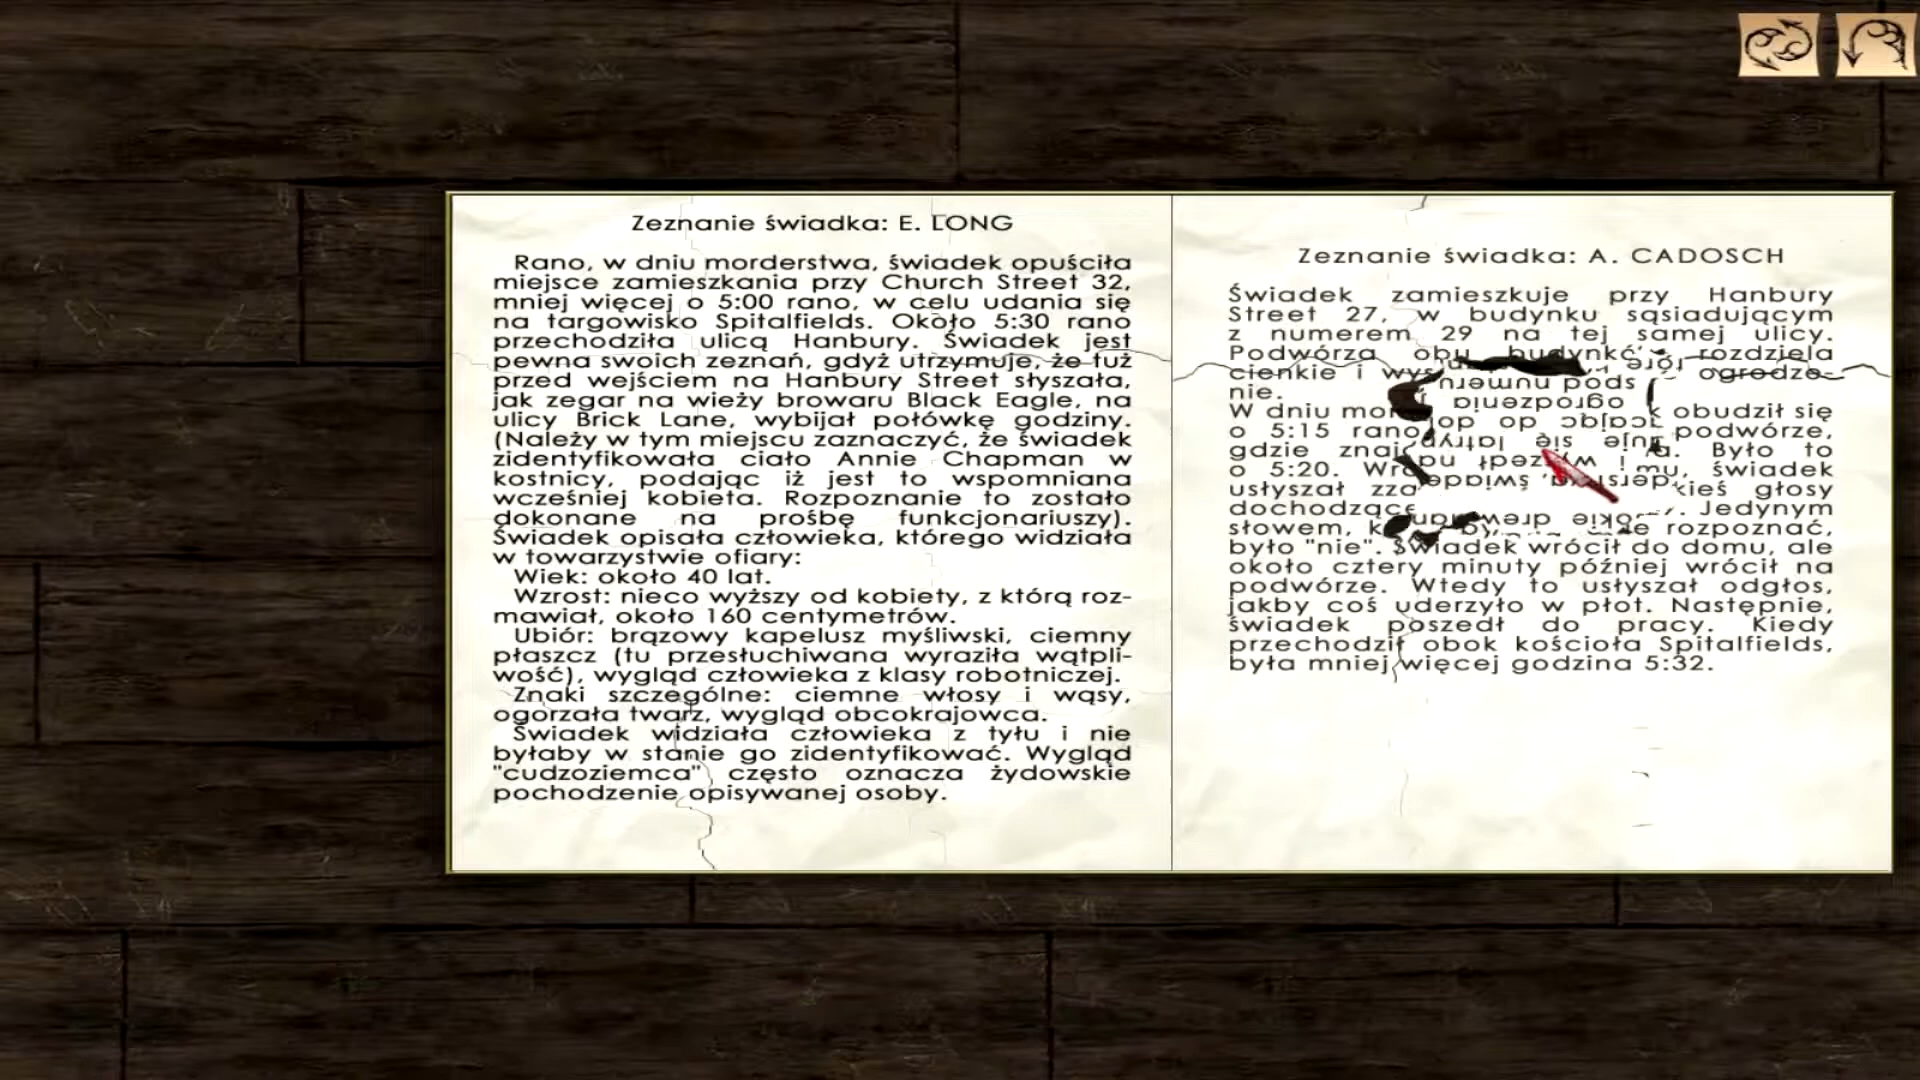 Zeznanie świadka: E. LONG
Rano, w dniu morderstwa, świadek opuściła
miejsce zamieszkania przy Church Street 32,
mniej więcej o 5:00 rano, w celu udania się
na targowisko Spitalfields. Około 5:30 rano
przechodziła ulicą Hanbury. Świadek jest
pewna swoich zeznań, gdyż utrzymuje, że tuż
przed wejściem na Hanbury Street słyszała,
jak zegar na wieży browaru Black Eagle, na
ulicy Brick Lane, wybijał połówkę godziny.
(Należy w tym miejscu zaznaczyć, że świadek
zidentyfikowała ciało Annie Chapman w
kostnicy, podając iż jest to wspomniana
wcześniej kobieta. Rozpoznanie to zostało
dokonane na prośbę funkcjonariuszy).
Świadek opisała człowieka, którego widziała
w towarzystwie ofiary:
Wiek: około 40 lat.
Wzrost: nieco wyższy od kobiety, z którą roz-
mawiał, około 160 centymetrów.
Ubiór: brązowy kapelusz myśliwski, ciemny
płaszcz (tu przesłuchiwana wyraziła wątpli-
wość), wygląd człowieka z klasy robotniczej.
Znaki szczególne: ciemne włosy i wąsy,
ogorzała twarz, wygląd obcokrajowca.
Świadek widziała człowieka z tyłu i nie
byłaby w stanie go zidentyfikować. Wygląd
"cudzoziemca" często oznacza żydowskie
pochodzenie opisywanej osoby.
Zeznanie świadka: A. CADOSCH
Świadek zamieszkuje przy Hanbury
Street 27, w budynku sąsiadującym
z numerem 29 na tej samej ulicy.
Podwórza obu rozdziela
cienkie i ogrodze-
nie.
W dniu obudził się
o 5:15 rano podwórze,
gdzie Było to
o 5:20. świadek
usłyszał głosy
dochodzące Jedynym
słowem, rozpoznać,
było "nie". Świadek wrócił do domu, ale
około cztery minuty później wrócił na
podwórze. Wtedy to usłyszał odgłos,
jakby coś uderzyło w płot. Następnie,
świadek poszedł do pracy. Kiedy
przechodził obok kościoła Spitalfields,
była mniej więcej godzina 5:32.